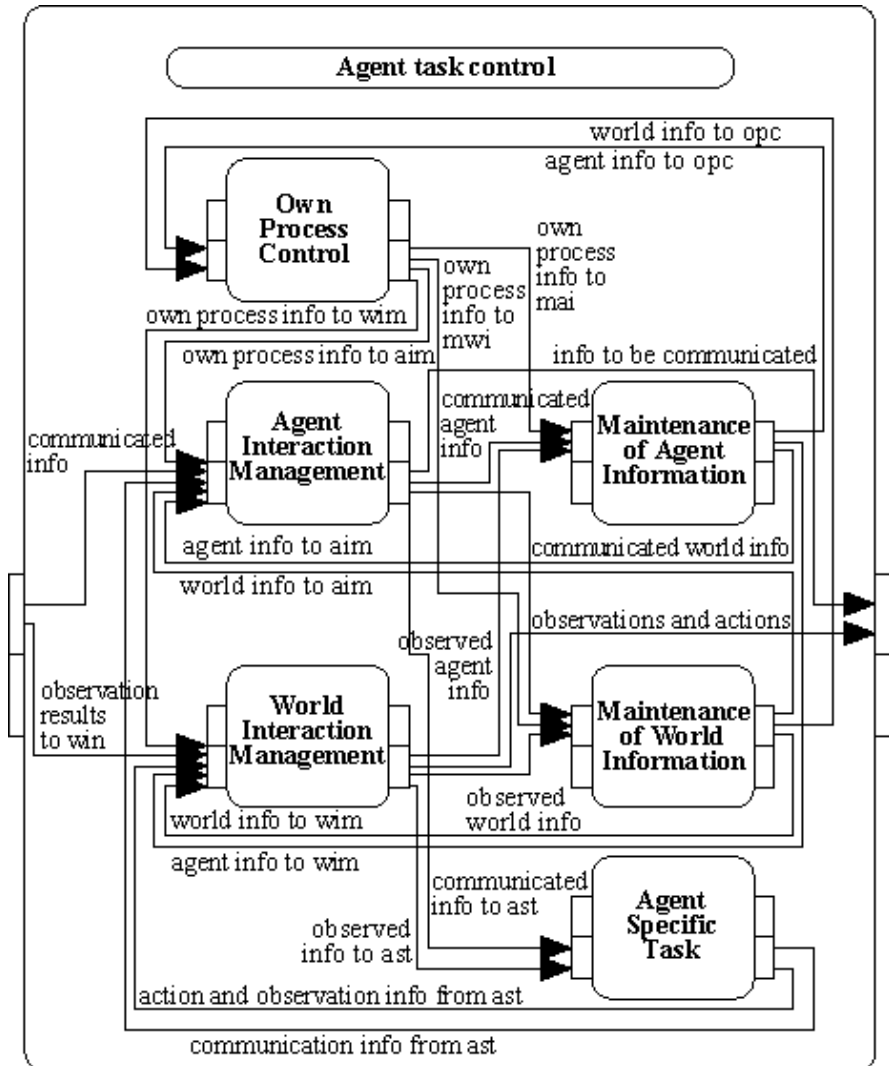 Agent task control
world info to opc
agent info to opc
Own
Process
Control
own
process
info to
mai
own
process
info to
mwi
own process info to wim
own process info to aim
info to be communicated
communicated
info
Agent
Interaction
Management
communicated
agent
info
Maintenance
of Agent
Information
agent info to aim
communicated world info
world info to aim
observations and actions
observed
agent
info
observation
results
to win
World
Interaction
Management
Maintenance
of World
Information
world info to wim
observed
world info
agent info to wim
communicated
info to ast
Agent
Specific
Task
observed
info to ast
action and observation info from ast
communication info from ast